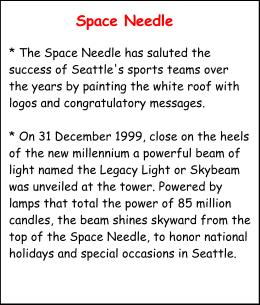 Space Needle
* The Space Needle has saluted the
success of Seattle's sports teams over
the years by painting the white roof with
logos and congratulatory messages.
* On 31 December 1999, close on the heels
of the new millennium a powerful beam of
light named the Legacy Light or Skybeam
was unveiled at the tower. Powered by
lamps that total the power of 85 million
candles, the beam shines skyward from the
top of the Space Needle, to honor national
holidays and special occasions in Seattle.